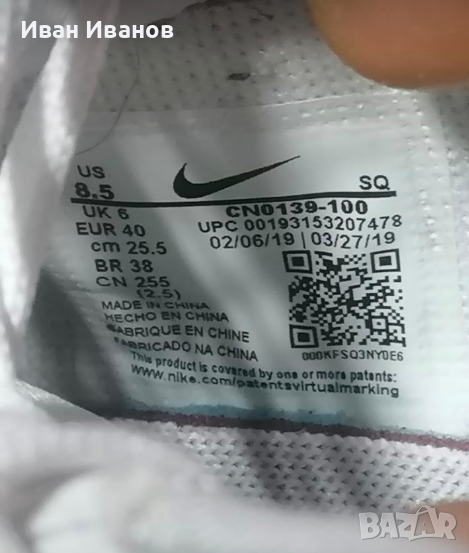 Иван Иванов
US
8.5
SQ
UK 6
CN0139-100
EUR 40
UPC 00193153207478
cm 25.5
02/06/19 | 03/27/19
BR 38
CN 255
(2.5)
MADE IN CHINA
HECHO EN CHINA
FABRIQUE EN CHINE
FABRICADO NA CHINA
000KFSQ3NY0E6
This product is covered by one or more patents:
www.nike.com/patentsvirtualmarking
BAZAR